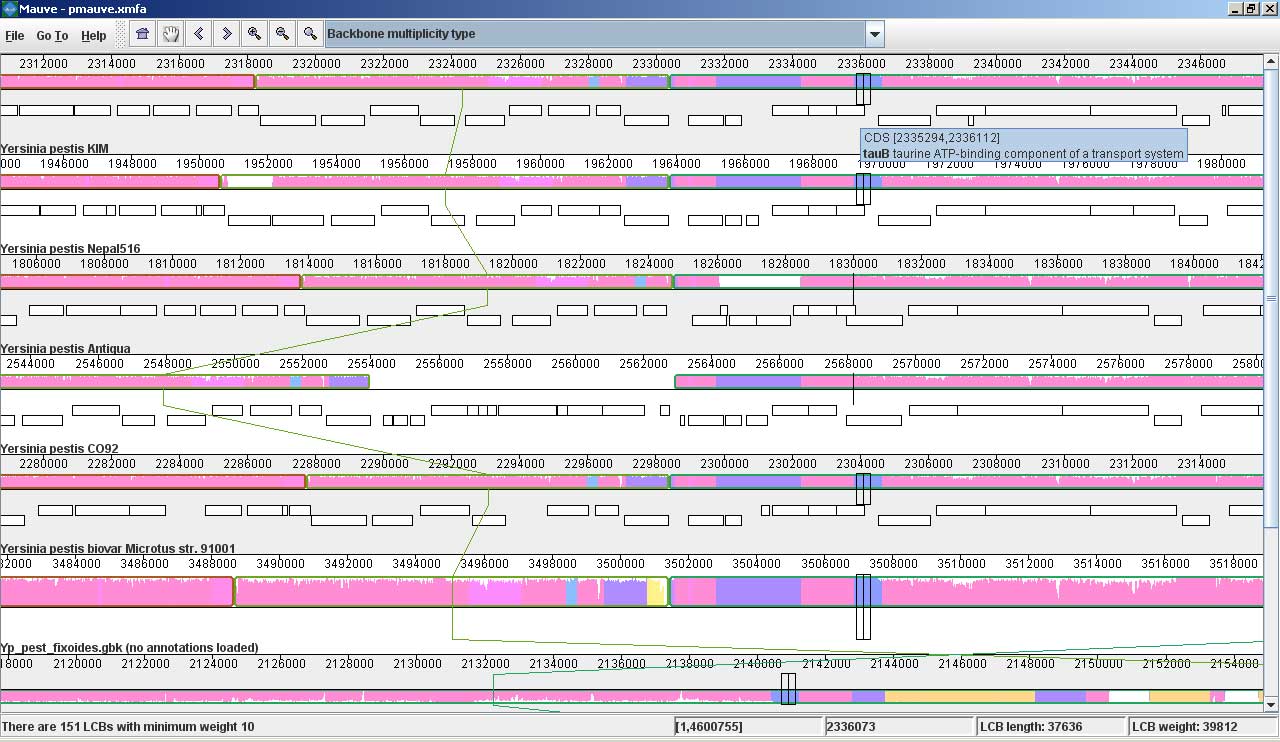 Mauve - pmauve.xmfa
File Go To Help Backbone multiplicity type
2312000 2314000 2316000 2318000 2320000 2322000 2324000 2326000 2328000 2330000 2332000 2334000 2336000 2338000 2340000 2342000 2344000 2346000
CDS [2335294,2336112]
Yersinia pestis KIM
tauB taurine ATP-binding component of a transport system
000 1946000 1948000 1950000 1952000 1954000 1956000 1958000 1960000 1962000 1964000 1966000 1968000 1970000 1972000 1974000 1976000 1978000 1980000
Yersinia pestis Nepal516
1806000 1808000 1810000 1812000 1814000 1816000 1818000 1820000 1822000 1824000 1826000 1828000 1830000 1832000 1834000 1836000 1838000 1840000 1842
Yersinia pestis Antiqua
2544000 2546000 2548000 2550000 2552000 2554000 2556000 2558000 2560000 2562000 2564000 2566000 2568000 2570000 2572000 2574000 2576000 2578000 2580
Yersinia pestis CO92
2280000 2282000 2284000 2286000 2288000 2290000 2292000 2294000 2296000 2298000 2300000 2302000 2304000 2306000 2308000 2310000 2312000 2314000
Yersinia pestis biovar Microtus str. 91001
32000 3484000 3486000 3488000 3490000 3492000 3494000 3496000 3498000 3500000 3502000 3504000 3506000 3508000 3510000 3512000 3514000 3516000 3518000
Yp_pest_fixoides.gbk (no annotations loaded)
18000 2120000 2122000 2124000 2126000 2128000 2130000 2132000 2134000 2136000 2138000 2140000 2142000 2144000 2146000 2148000 2150000 2152000 2154000
There are 151 LCBs with minimum weight 10 [1,4600755] 2336073 LCB length: 37636 LCB weight: 39812